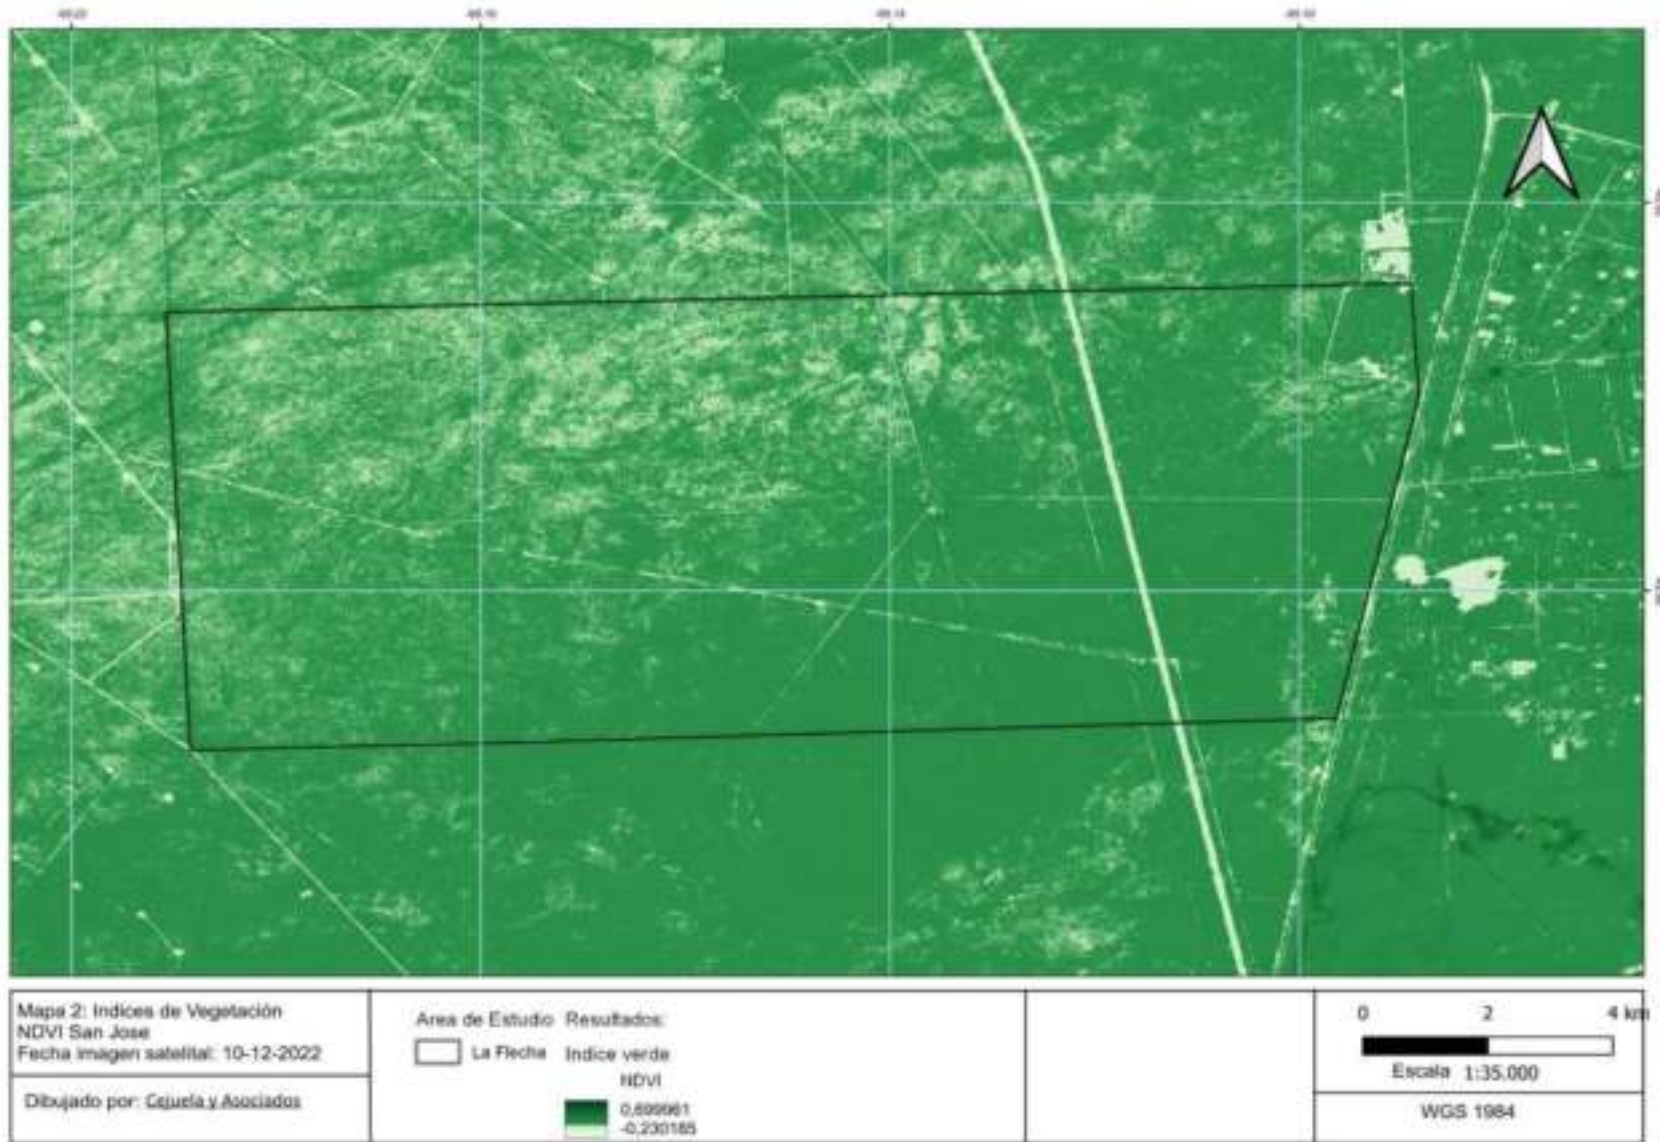 Mapa 2: Indices de Vegetación
NDVI San Jose
Fecha imagen satelital: 10-12-2022
Dibujado por: Cejuela y Asociados
Area de Estudio
La Flecha
Resultados:
Indice verde
NDVI
-0,230185
0 2 4 km
Escala 1:35.000
WGS 1984